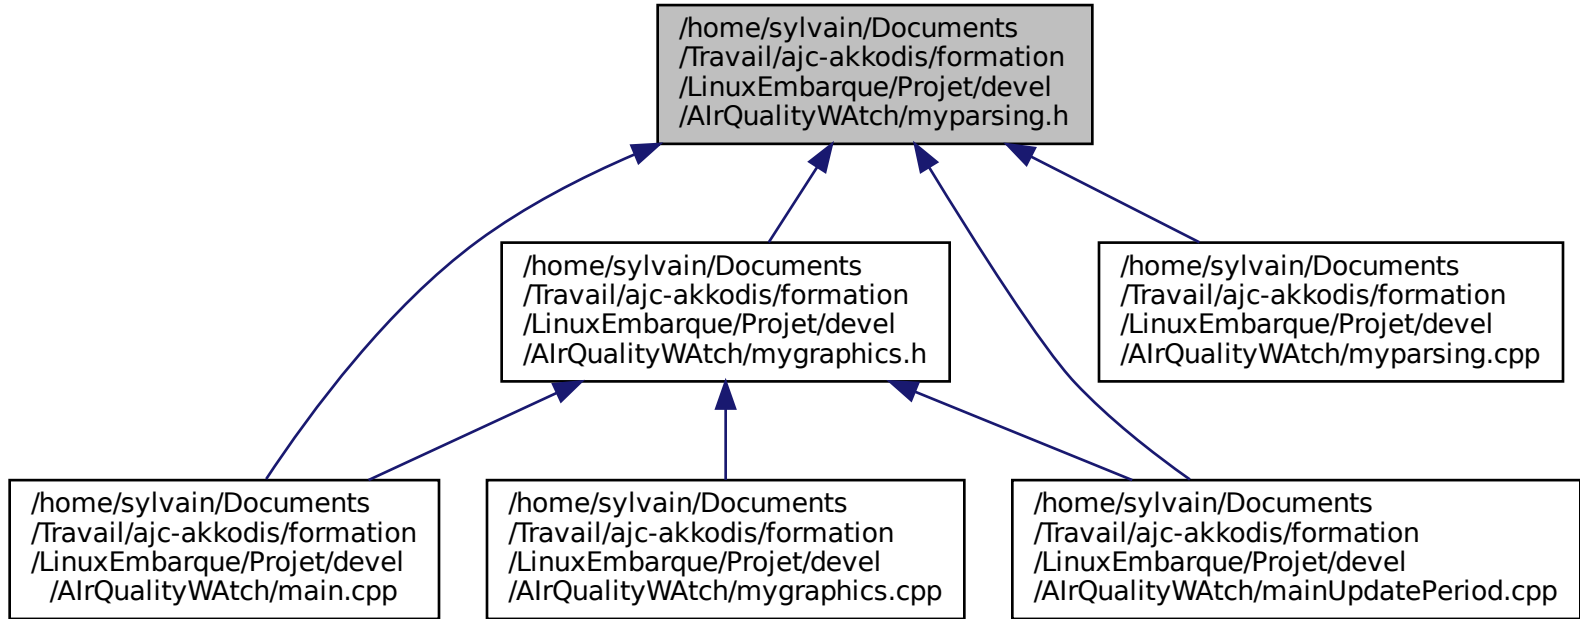 /home/sylvain/Documents
/Travail/ajc-akkodis/formation
/LinuxEmbarque/Projet/devel
/AIrQualityWAtch/myparsing.h
/home/sylvain/Documents
/Travail/ajc-akkodis/formation
/LinuxEmbarque/Projet/devel
/AIrQualityWAtch/mygraphics.h
/home/sylvain/Documents
/Travail/ajc-akkodis/formation
/LinuxEmbarque/Projet/devel
/AIrQualityWAtch/myparsing.cpp
/home/sylvain/Documents
/Travail/ajc-akkodis/formation
/LinuxEmbarque/Projet/devel
/AIrQualityWAtch/main.cpp
/home/sylvain/Documents
/Travail/ajc-akkodis/formation
/LinuxEmbarque/Projet/devel
/AIrQualityWAtch/mygraphics.cpp
/home/sylvain/Documents
/Travail/ajc-akkodis/formation
/LinuxEmbarque/Projet/devel
/AIrQualityWAtch/mainUpdatePeriod.cpp